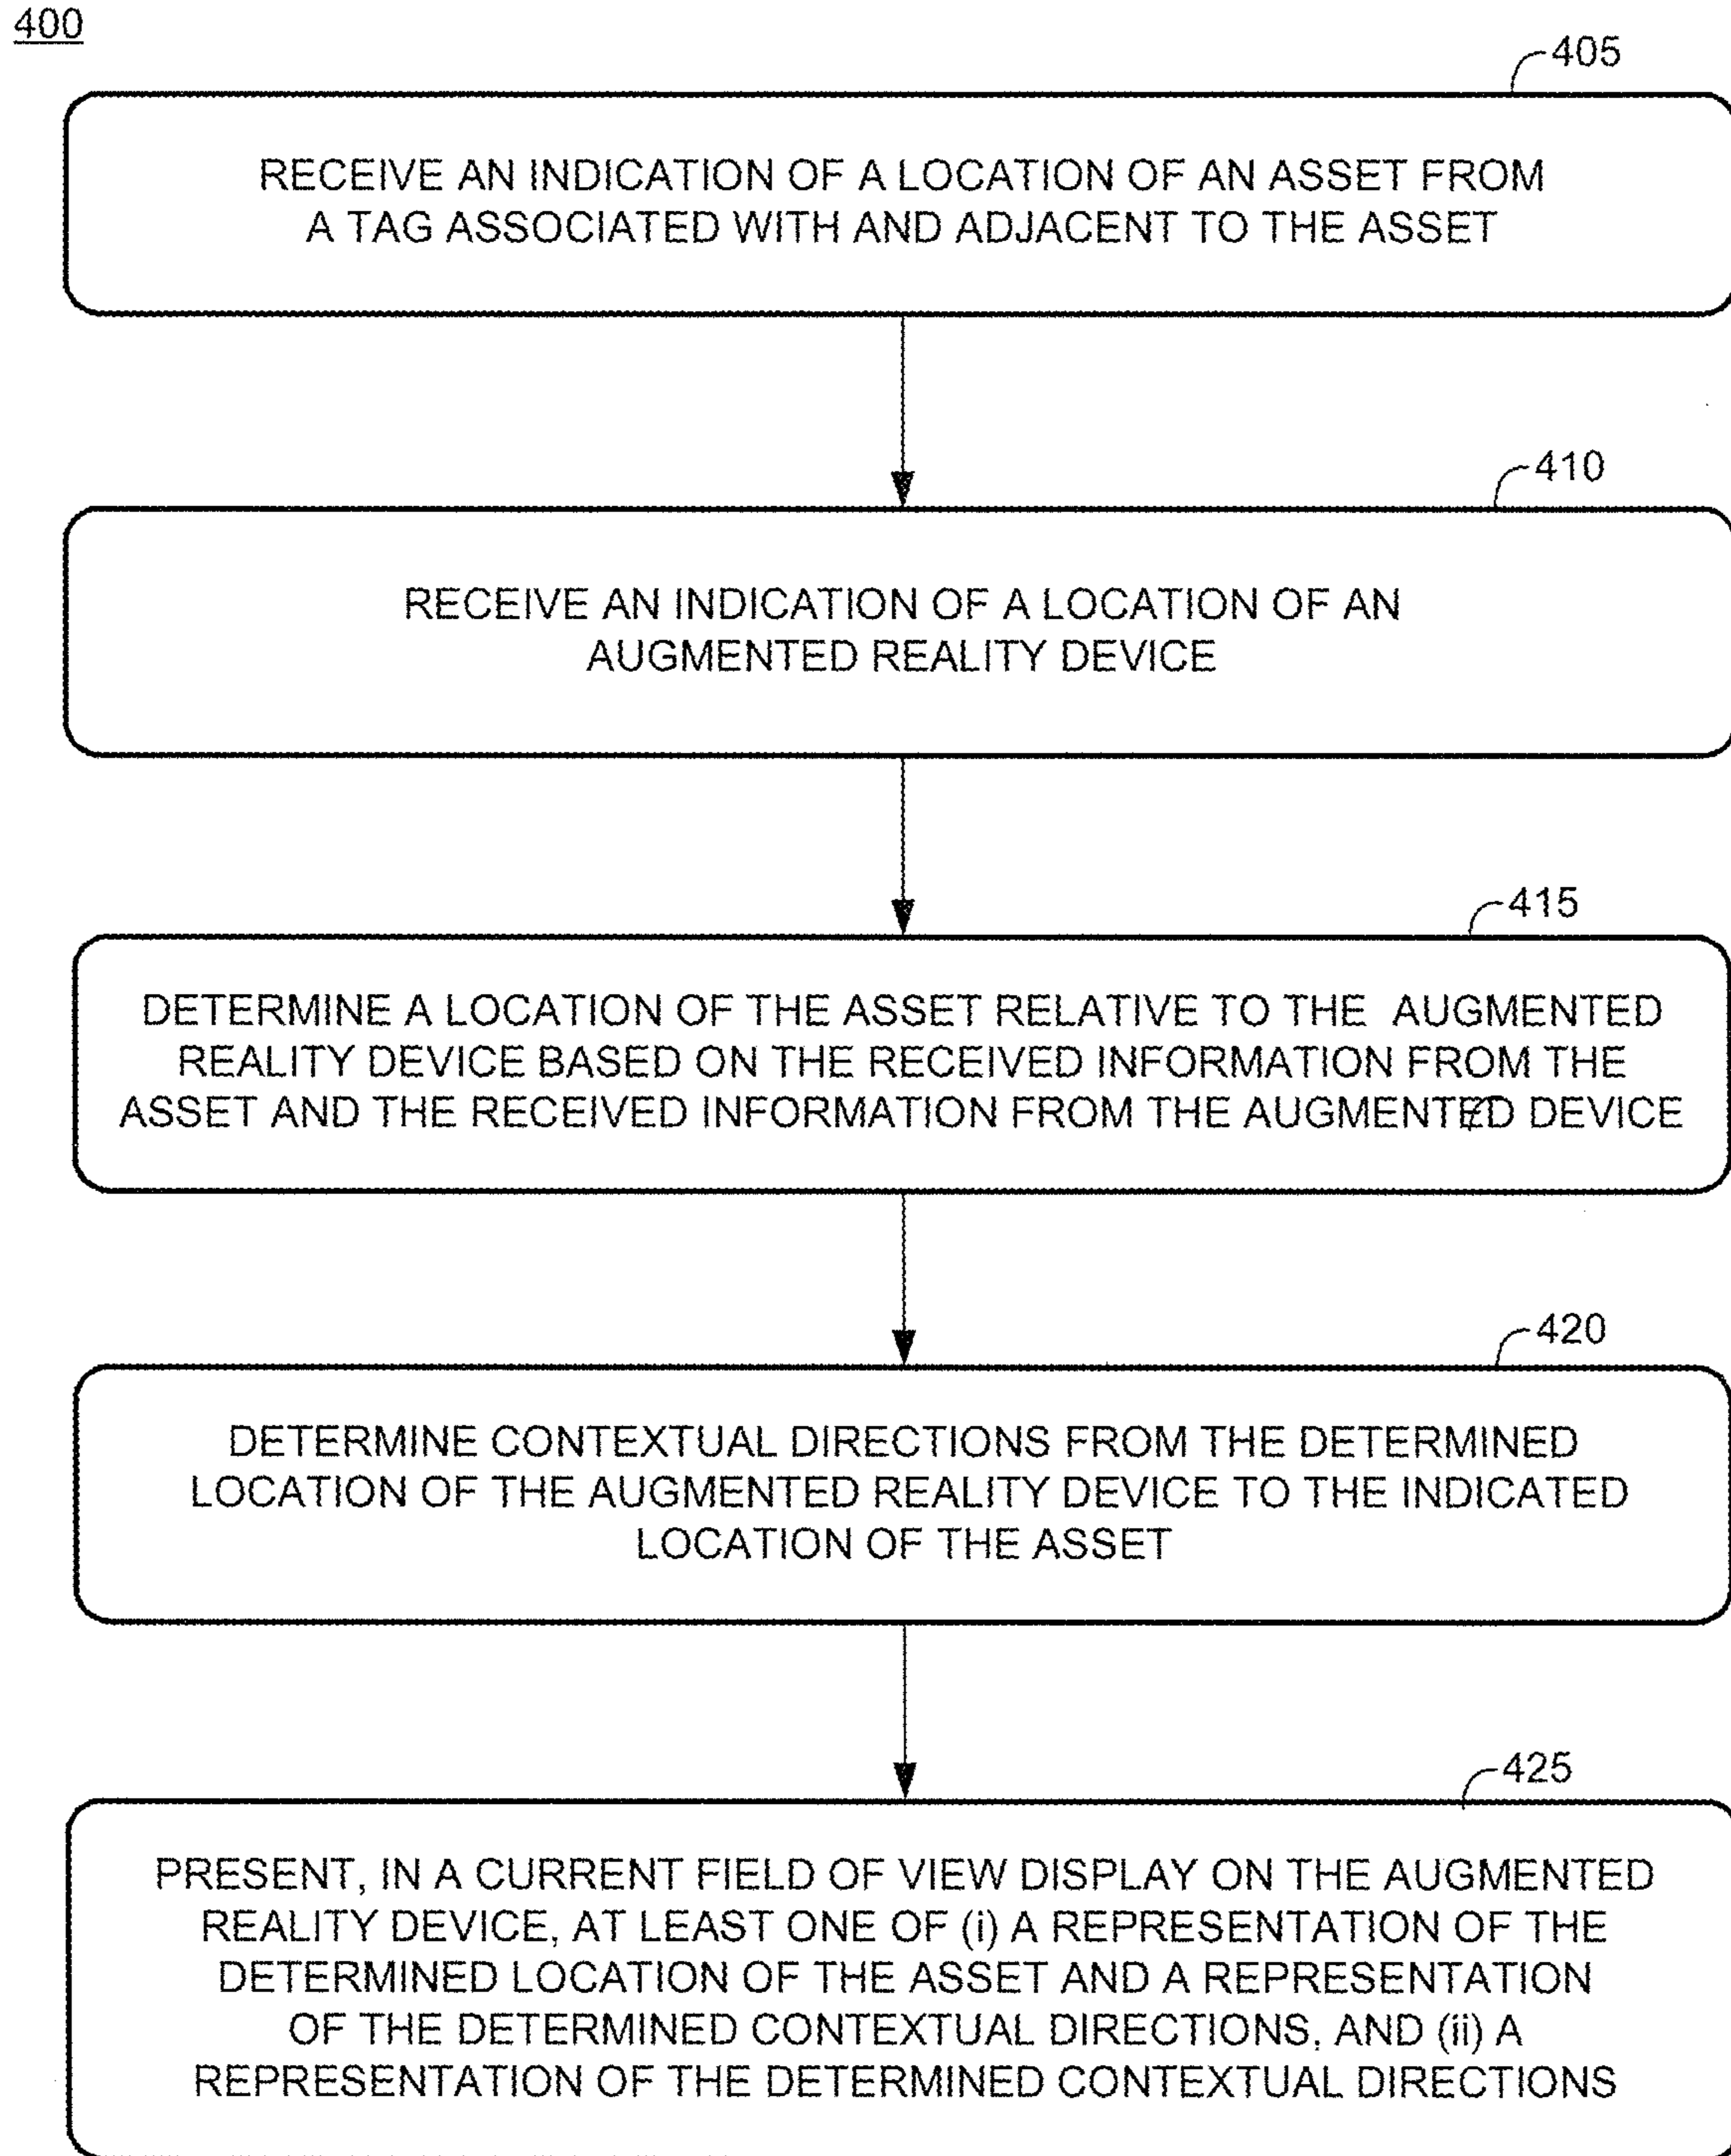 400
405
RECEIVE AN INDICATION OF A LOCATION OF AN ASSET FROM
A TAG ASSOCIATED WITH AND ADJACENT TO THE ASSET
410
RECEIVE AN INDICATION OF A LOCATION OF AN
AUGMENTED REALITY DEVICE
415
DETERMINE A LOCATION OF THE ASSET RELATIVE TO THE AUGMENTED
REALITY DEVICE BASED ON THE RECEIVED INFORMATION FROM THE
ASSET AND THE RECEIVED INFORMATION FROM THE AUGMENTED DEVICE
420
DETERMINE CONTEXTUAL DIRECTIONS FROM THE DETERMINED
LOCATION OF THE AUGMENTED REALITY DEVICE TO THE INDICATED
LOCATION OF THE ASSET
425
PRESENT, IN A CURRENT FIELD OF VIEW DISPLAY ON THE AUGMENTED
REALITY DEVICE, AT LEAST ONE OF (i) A REPRESENTATION OF THE
DETERMINED LOCATION OF THE ASSET AND A REPRESENTATION
OF THE DETERMINED CONTEXTUAL DIRECTIONS, AND (ii) A
REPRESENTATION OF THE DETERMINED CONTEXTUAL DIRECTIONS